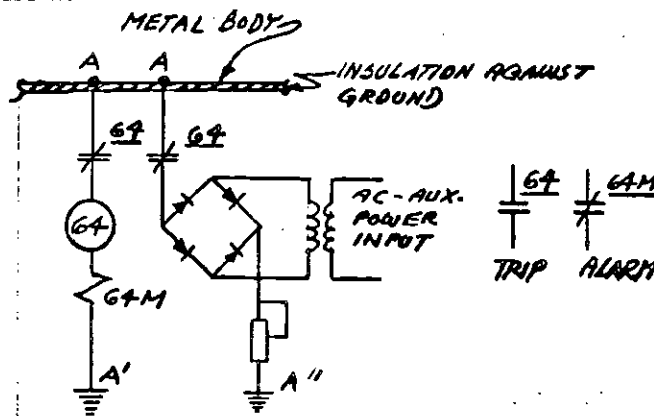 METAL BODY
A A
INSULATION AGAINST
GROUND
64 64
64
64M
A'
AC-AUX.
POWER
INPUT
A"
64 64M
TRIP ALARM